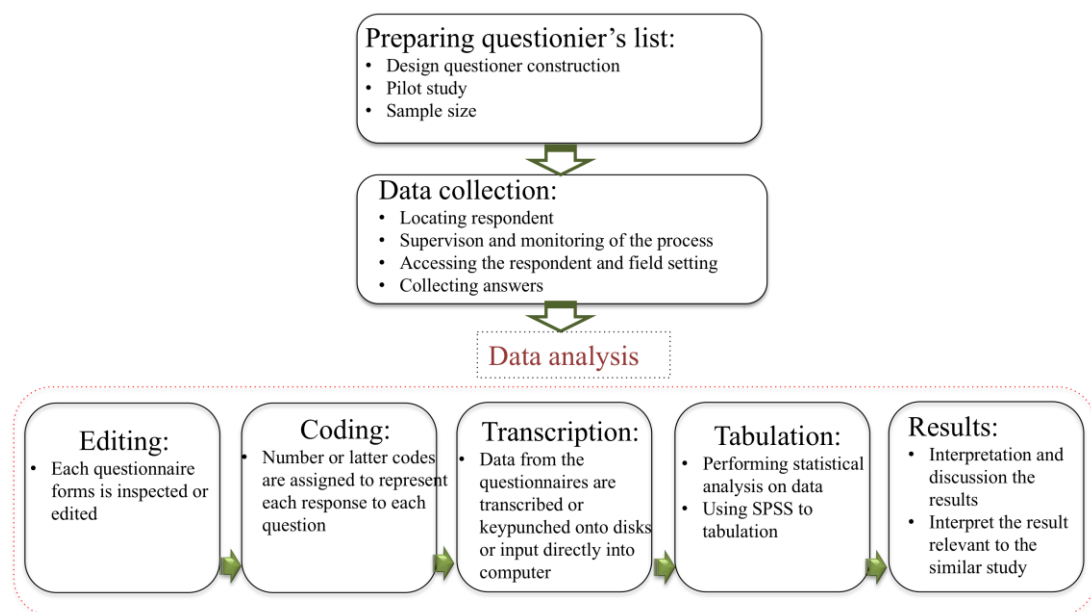 Preparing questionier’s list:
• Design questioner construction
• Pilot study
• Sample size
Data collection:
• Locating respondent
• Supervison and monitoring of the process
• Accessing the respondent and field setting
• Collecting answers
Data analysis
Editing:
• Each questionnaire
forms is inspected or
edited
Coding:
• Number or latter codes
are assigned to represent
each response to each
question
Transcription:
• Data from the
questionnaires are
transcribed or
keypunched onto disks
or input directly into
computer
Tabulation:
• Performing statistical
analysis on data
• Using SPSS to
tabulation
Results:
• Interpretation and
discussion the
results
• Interpret the result
relevant to the
similar study